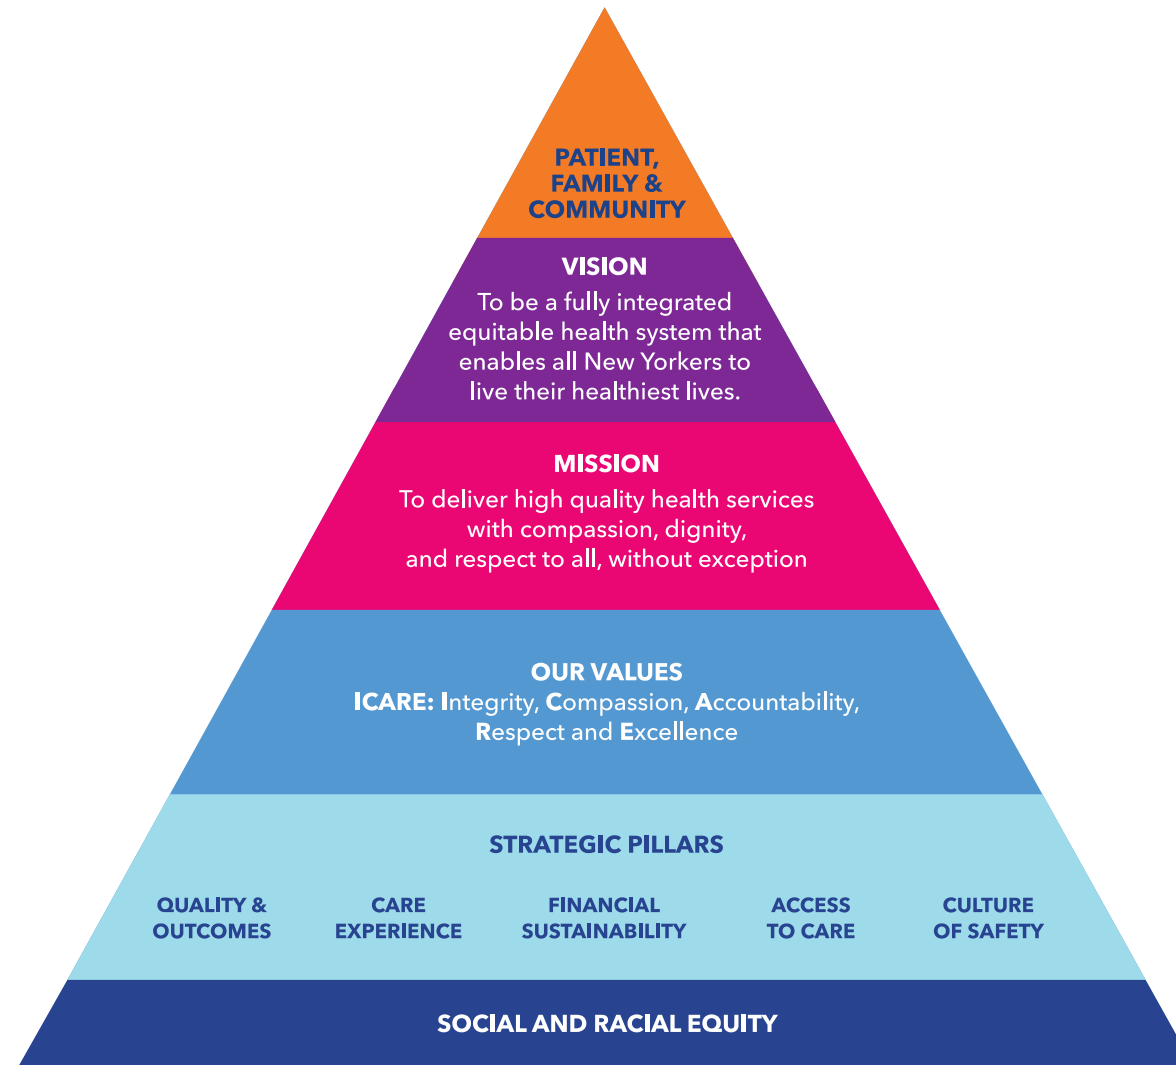 PATIENT,
FAMILY &
COMMUNITY
VISION
To be a fully integrated
equitable health system that
enables all New Yorkers to
live their healthiest lives.
MISSION
To deliver high quality health services
with compassion, dignity,
and respect to all, without exception
OUR VALUES
ICARE: Integrity, Compassion, Accountability,
Respect and Excellence
STRATEGIC PILLARS
QUALITY &
OUTCOMES
CARE
EXPERIENCE
FINANCIAL
SUSTAINABILITY
ACCESS
TO CARE
CULTURE
OF SAFETY
SOCIAL AND RACIAL EQUITY